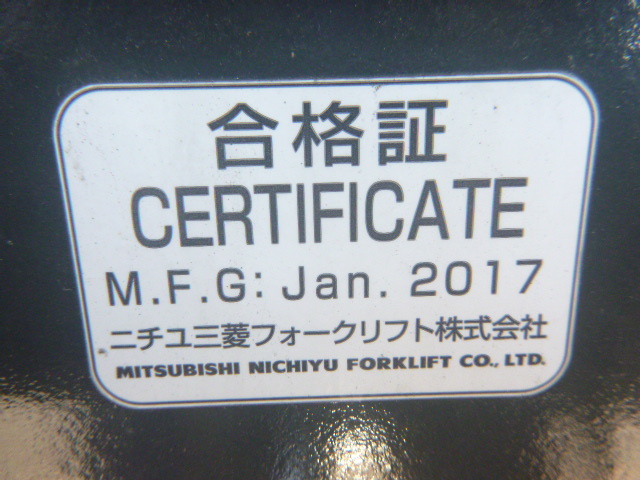 合格証
CERTIFICATE
M.F.G: Jan. 2017
ニチユ三菱フォークリフト株式会社
MITSUBISHI NICHIYU FORKLIFT CO., LTD.